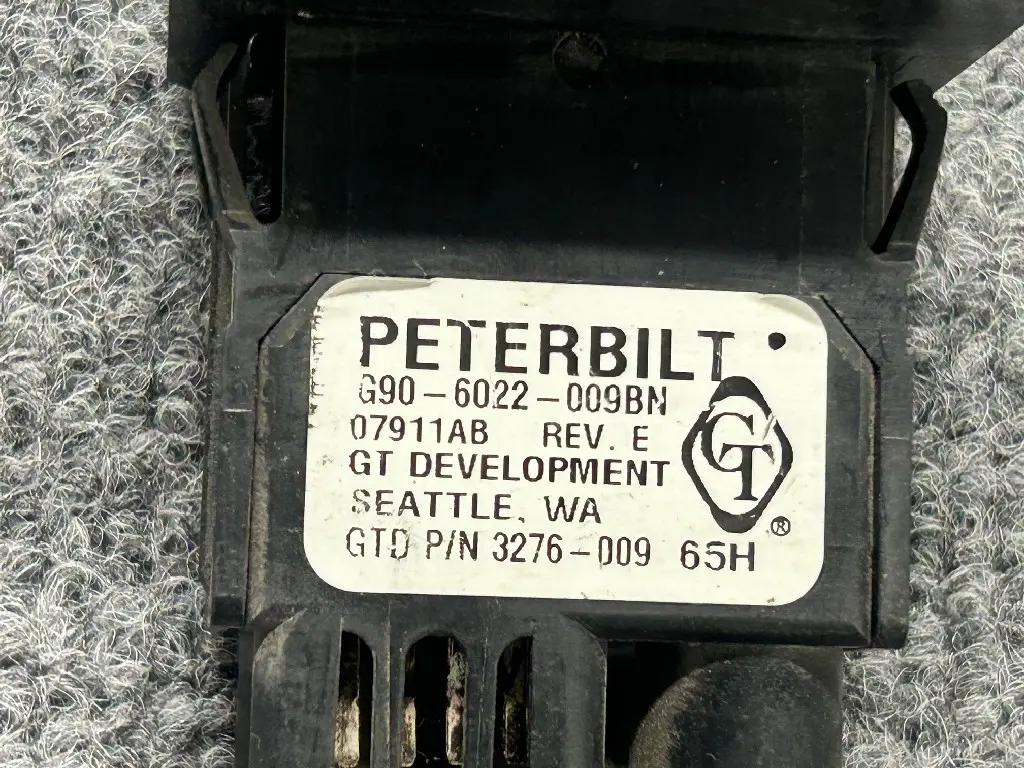 PETERBILT
G90-6022-009BN
07911AB REV. E
GT DEVELOPMENT
SEATTLE, WA
GTD P/N 3276-009 65H
GT ®